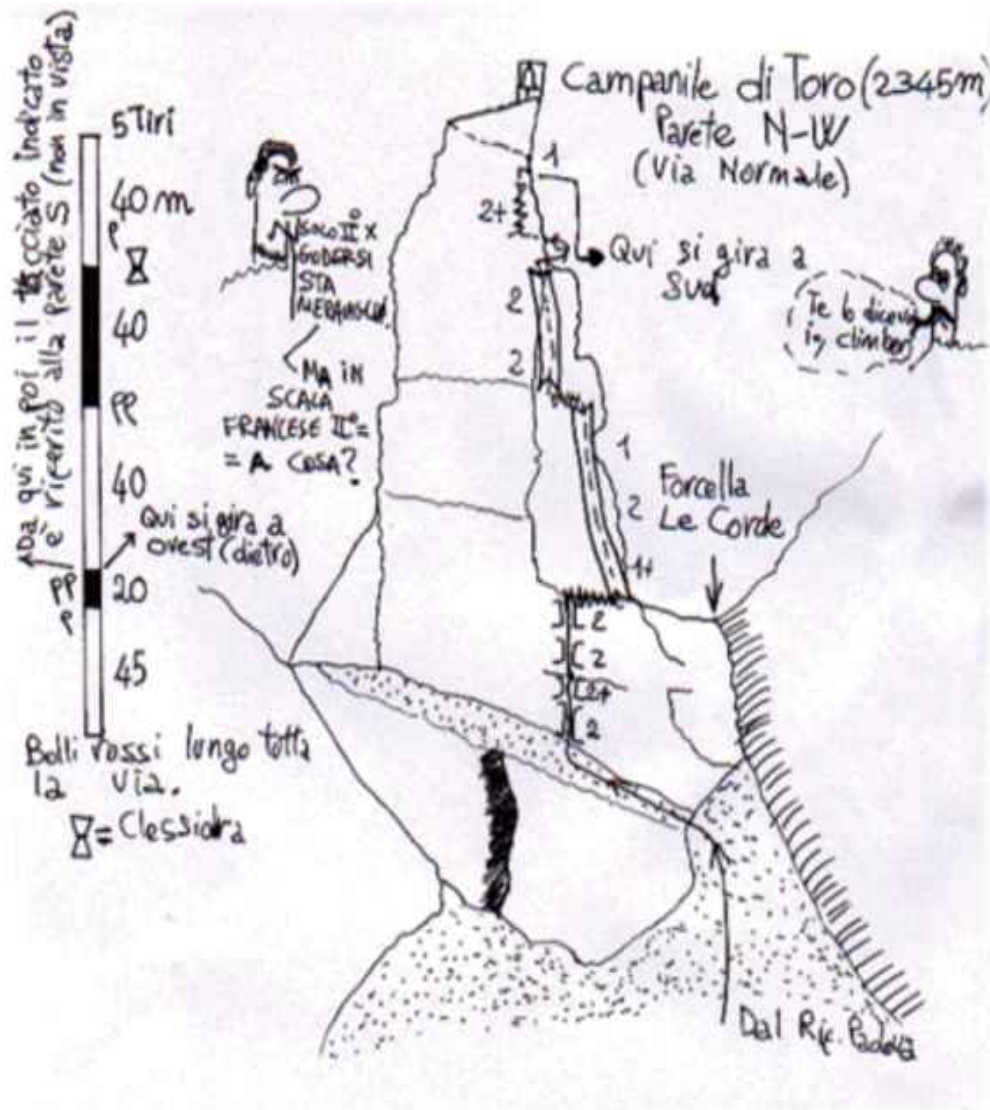 Campanile di Toro (2345m)
Parete N-W
(Via Normale)
Da qui in poi il tracciato indicato
è riferito alla parete S (non in vista)
5 Tiri
40 m
P
40
PP
40
PP
20
P
45
Qui si gira a
ovest (dietro)
SOLO II° X
GODERSI
STA
MA IN
SCALA
FRANCESE II° =
= A COSA?
1
2+
Qui si gira a
Sud
Te lo dicevo
climber
2
2
1
2
1+
Forcella
Le Corde
2
2
2+
2
Bolli rossi lungo tutta
la via.
= Clessidra
Dal Rif. Padova